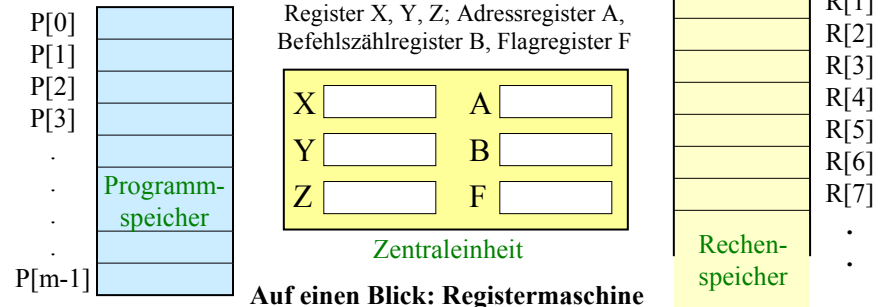 P[0]
P[1]
P[2]
P[3]
.
.
.
.
P[m-1]
Programm-
speicher
Register X, Y, Z; Adressregister A,
Befehlszählregister B, Flagregister F
X A
Y B
Z F
Zentraleinheit
Auf einen Blick: Registermaschine
R[1]
R[2]
R[3]
R[4]
R[5]
R[6]
R[7]
.
.
Rechen-
speicher